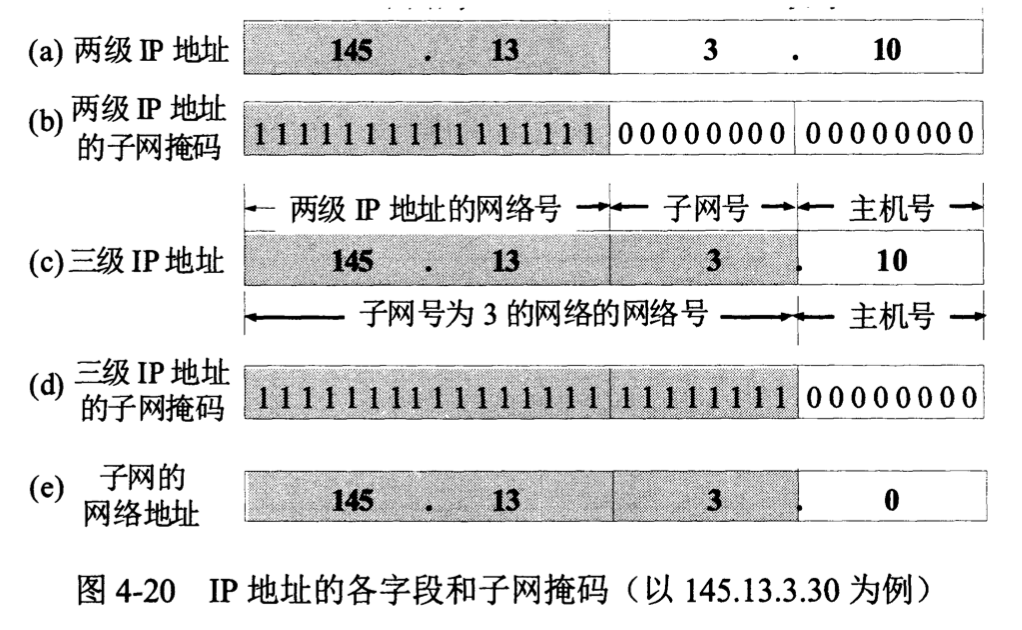 (a) 两级 IP 地址 145 . 13 3 . 10
(b) 两级 IP 地址
的子网掩码 1111111111111111 00000000 00000000
两级 IP 地址的网络号 子网号 主机号
(c) 三级 IP 地址 145 . 13 3 . 10
子网号为 3 的网络的网络号 主机号
(d) 三级 IP 地址
的子网掩码 1111111111111111 11111111 00000000
(e) 子网的
网络地址 145 . 13 3 . 0
图 4-20 IP 地址的各字段和子网掩码（以 145.13.3.30 为例）